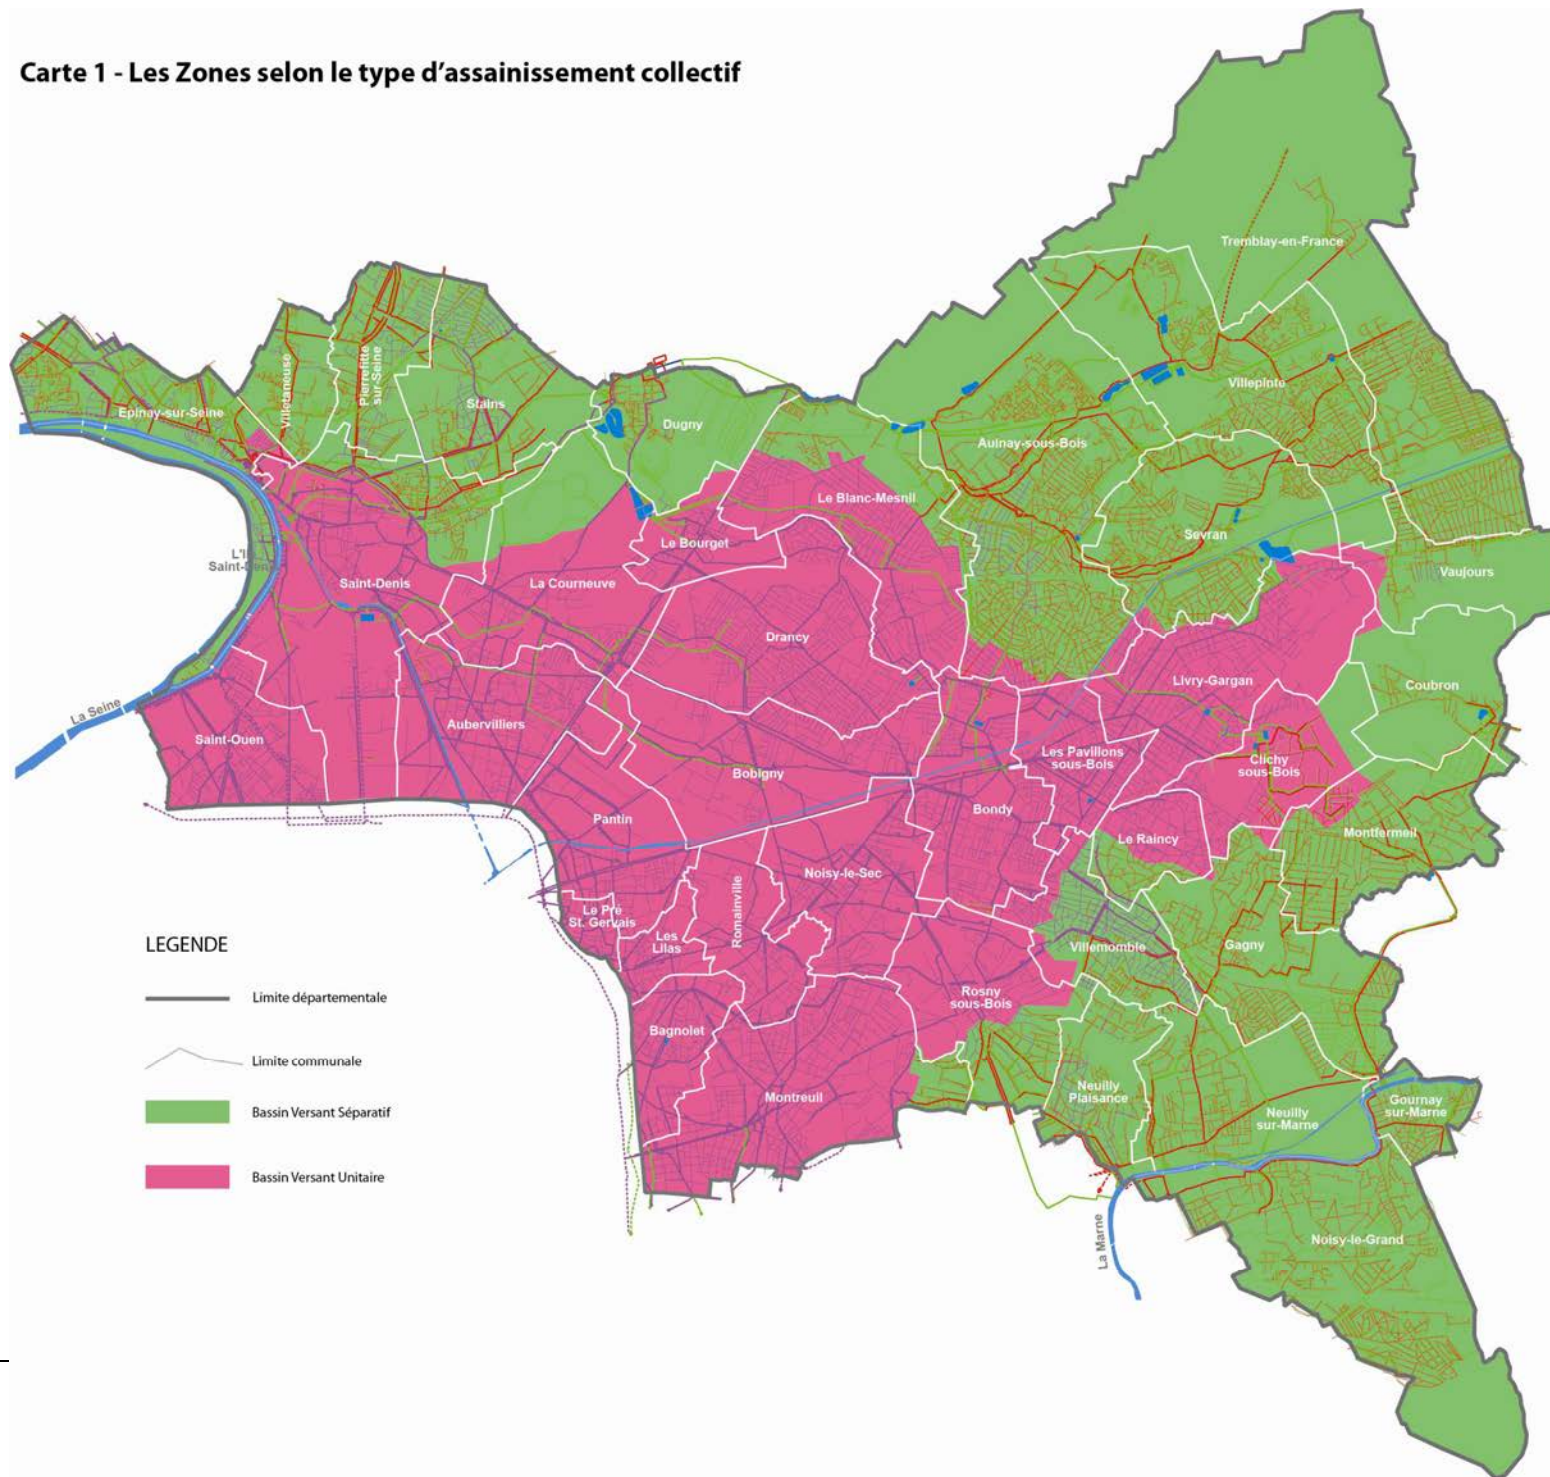 Carte 1 - Les Zones selon le type d'assainissement collectif
Tremblay-en-France
Villepinte
Epinay-sur-Seine
Villetaneuse
Pierrefitte
sur-Seine
Stains
Dugny
Aulnay-sous-Bois
Le Blanc-Mesnil
Sevran
Le Bourget
L'Il
Saint-Den
Saint-Denis
La Courneuve
Vaujours
Drancy
Livry-Gargan
Coubron
La Seine
Saint-Ouen
Aubervilliers
Les Pavillons
sous-Bois
Clichy
sous-Bois
Bobigny
Bondy
Pantin
Le Raincy
Montfermeil
Noisy-le-Sec
Romainville
Le Pré
St. Gervais
Les
Lilas
Villemomble
Gagny
Rosny
sous-Bois
Bagnolet
Montreuil
Neuilly
Plaisance
Neuilly
sur-Marne
Gournay
sur-Marne
La Marne
Noisy-le-Grand
LEGENDE
Limite départementale
Limite communale
Bassin Versant Séparatif
Bassin Versant Unitaire